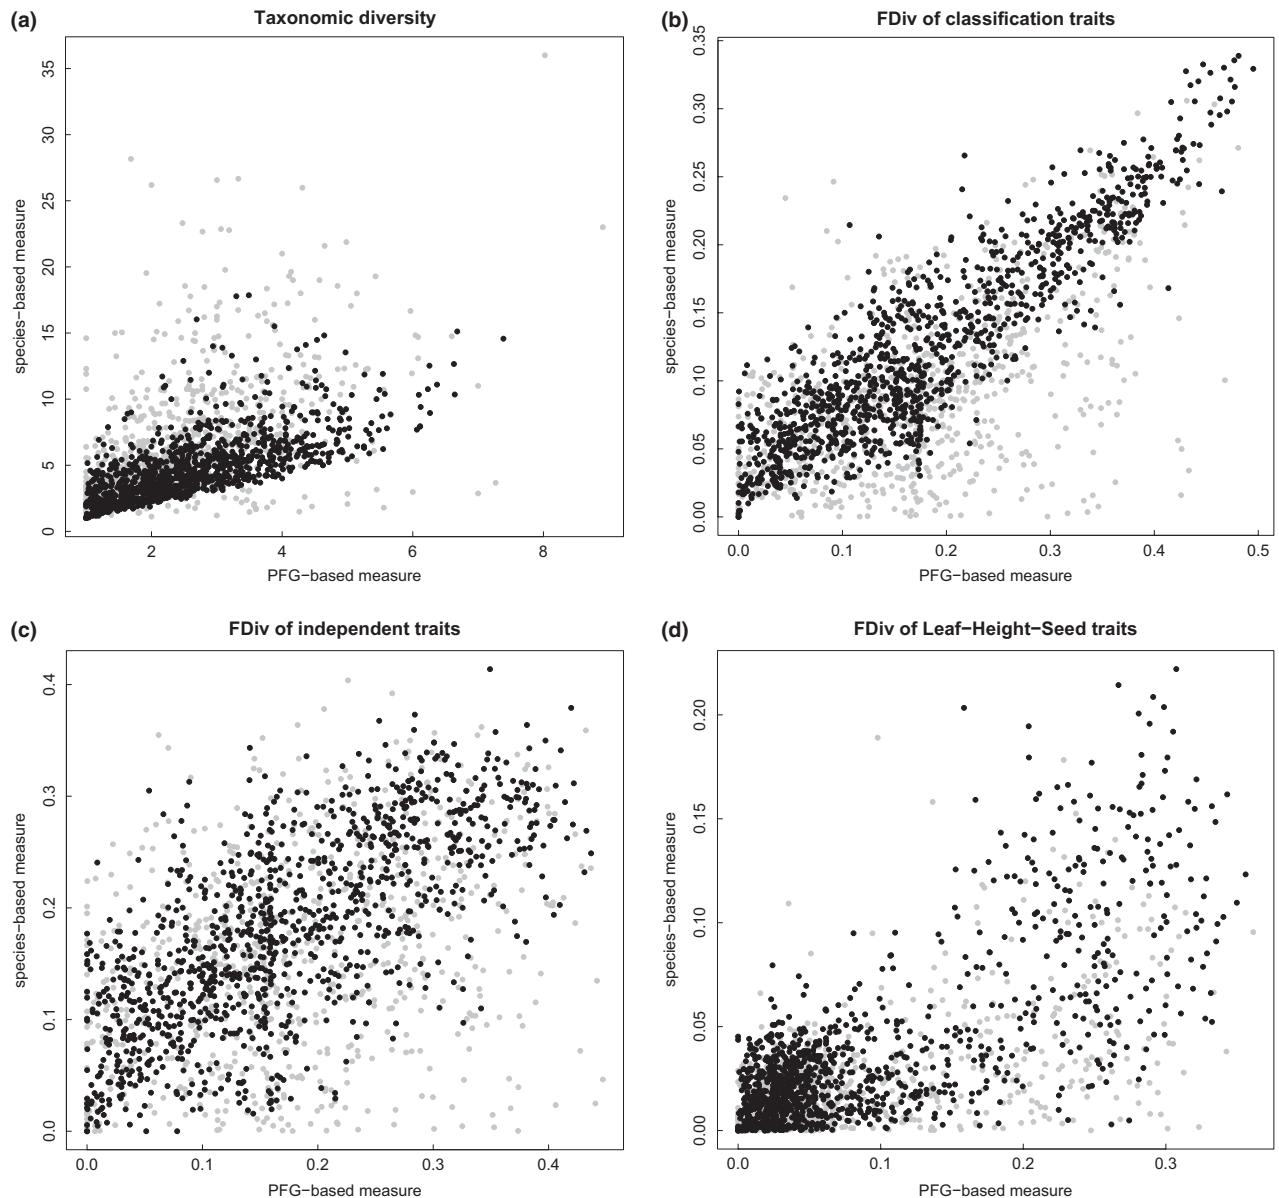 (a)
Taxonomic diversity
35
30
25
20
15
10
5
0
species−based measure
2 4 6 8
PFG−based measure
(b)
FDiv of classification traits
0.35
0.30
0.25
0.20
0.15
0.10
0.05
0.00
species−based measure
0.0 0.1 0.2 0.3 0.4 0.5
PFG−based measure
(c)
FDiv of independent traits
0.4
0.3
0.2
0.1
0.0
species−based measure
0.0 0.1 0.2 0.3 0.4
PFG−based measure
(d)
FDiv of Leaf−Height−Seed traits
0.20
0.15
0.10
0.05
0.00
species−based measure
0.0 0.1 0.2 0.3
PFG−based measure